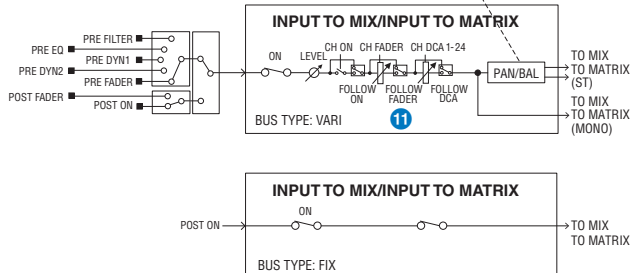 INPUT TO MIX/INPUT TO MATRIX
PRE FILTER
PRE EQ
PRE DYN1
PRE DYN2
PRE FADER
POST FADER
POST ON
ON
LEVEL
CH ON
CH FADER
CH DCA 1-24
FOLLOW
ON
FOLLOW
FADER
FOLLOW
DCA
PAN/BAL
TO MIX
TO MATRIX
(ST)
TO MIX
TO MATRIX
(MONO)
BUS TYPE: VARI
11
INPUT TO MIX/INPUT TO MATRIX
POST ON
ON
TO MIX
TO MATRIX
BUS TYPE: FIX